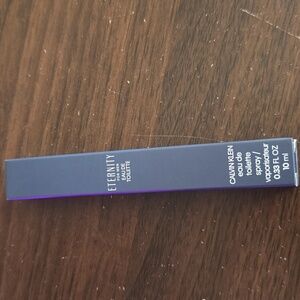 ETERNITY
FOR MEN
EAU DE
TOILETTE
CALVIN KLEIN
eau de
toilette
spray /
vaporisateur
0.33 FL OZ
10 ml